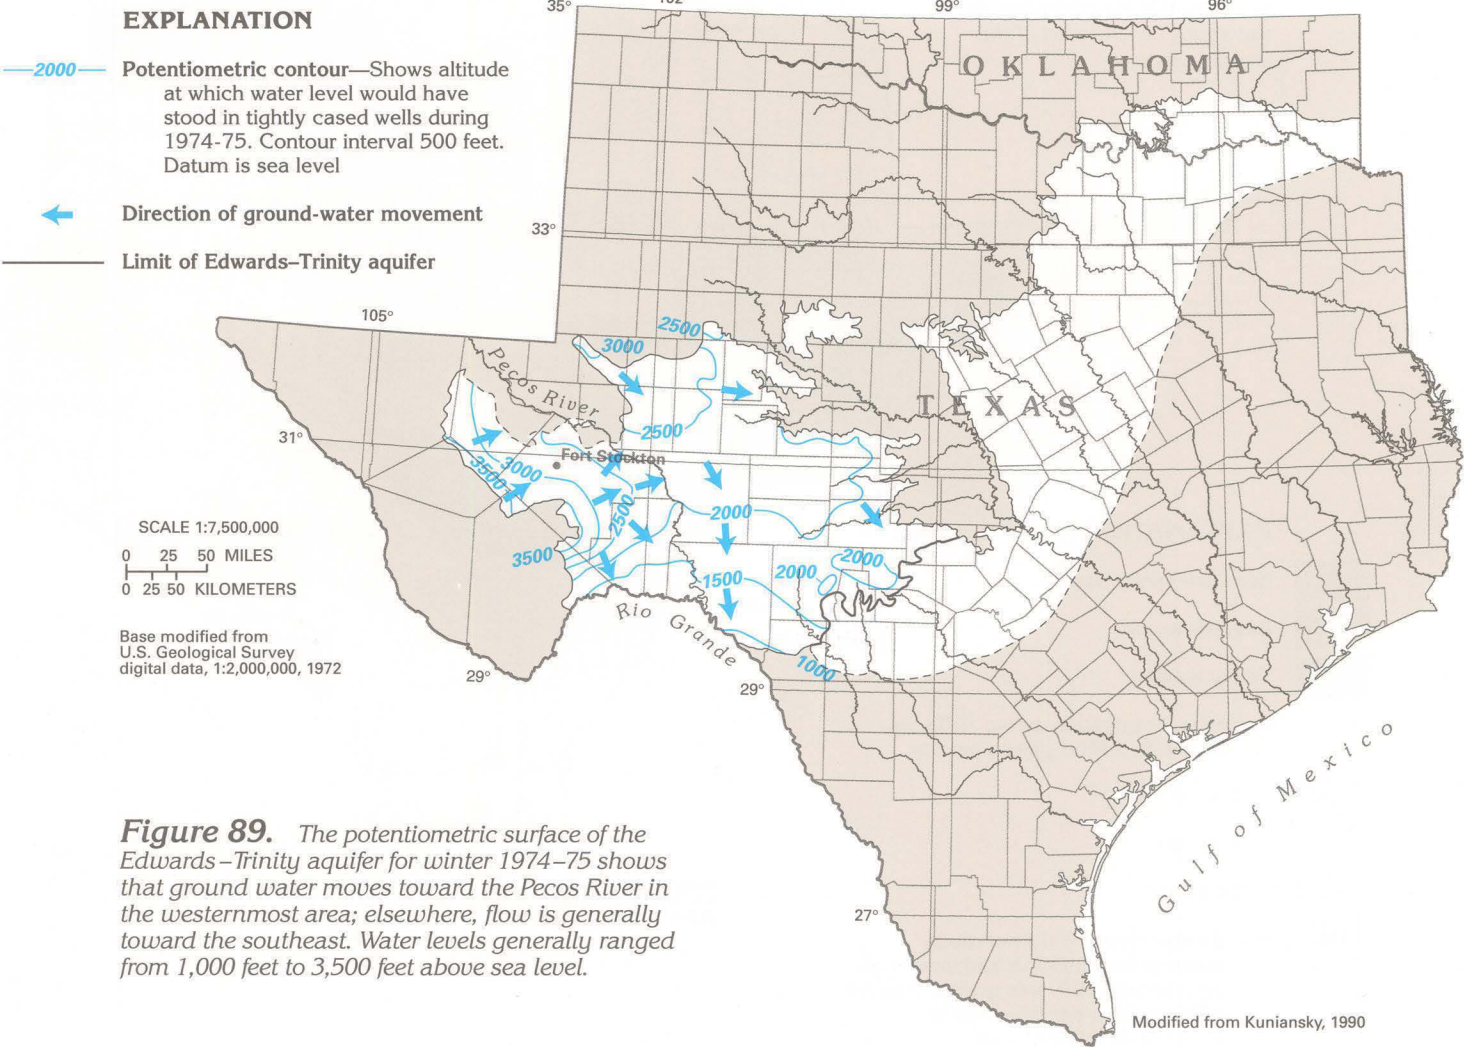 EXPLANATION
2000
Potentiometric contour—Shows altitude
at which water level would have
stood in tightly cased wells during
1974-75. Contour interval 500 feet.
Datum is sea level
Direction of ground-water movement
Limit of Edwards–Trinity aquifer
35°
99°
96°
OKLAHOMA
33°
105°
2500
3000
Pecos River
TEXAS
31°
2500
Fort Stockton
3500
3000
2500
2000
3500
2000
2000
1500
Rio Grande
1000
29°
29°
SCALE 1:7,500,000
0 25 50 MILES
0 25 50 KILOMETERS
Base modified from
U.S. Geological Survey
digital data, 1:2,000,000, 1972
Gulf of Mexico
27°
Figure 89. The potentiometric surface of the
Edwards–Trinity aquifer for winter 1974–75 shows
that ground water moves toward the Pecos River in
the westernmost area; elsewhere, flow is generally
toward the southeast. Water levels generally ranged
from 1,000 feet to 3,500 feet above sea level.
Modified from Kuniansky, 1990